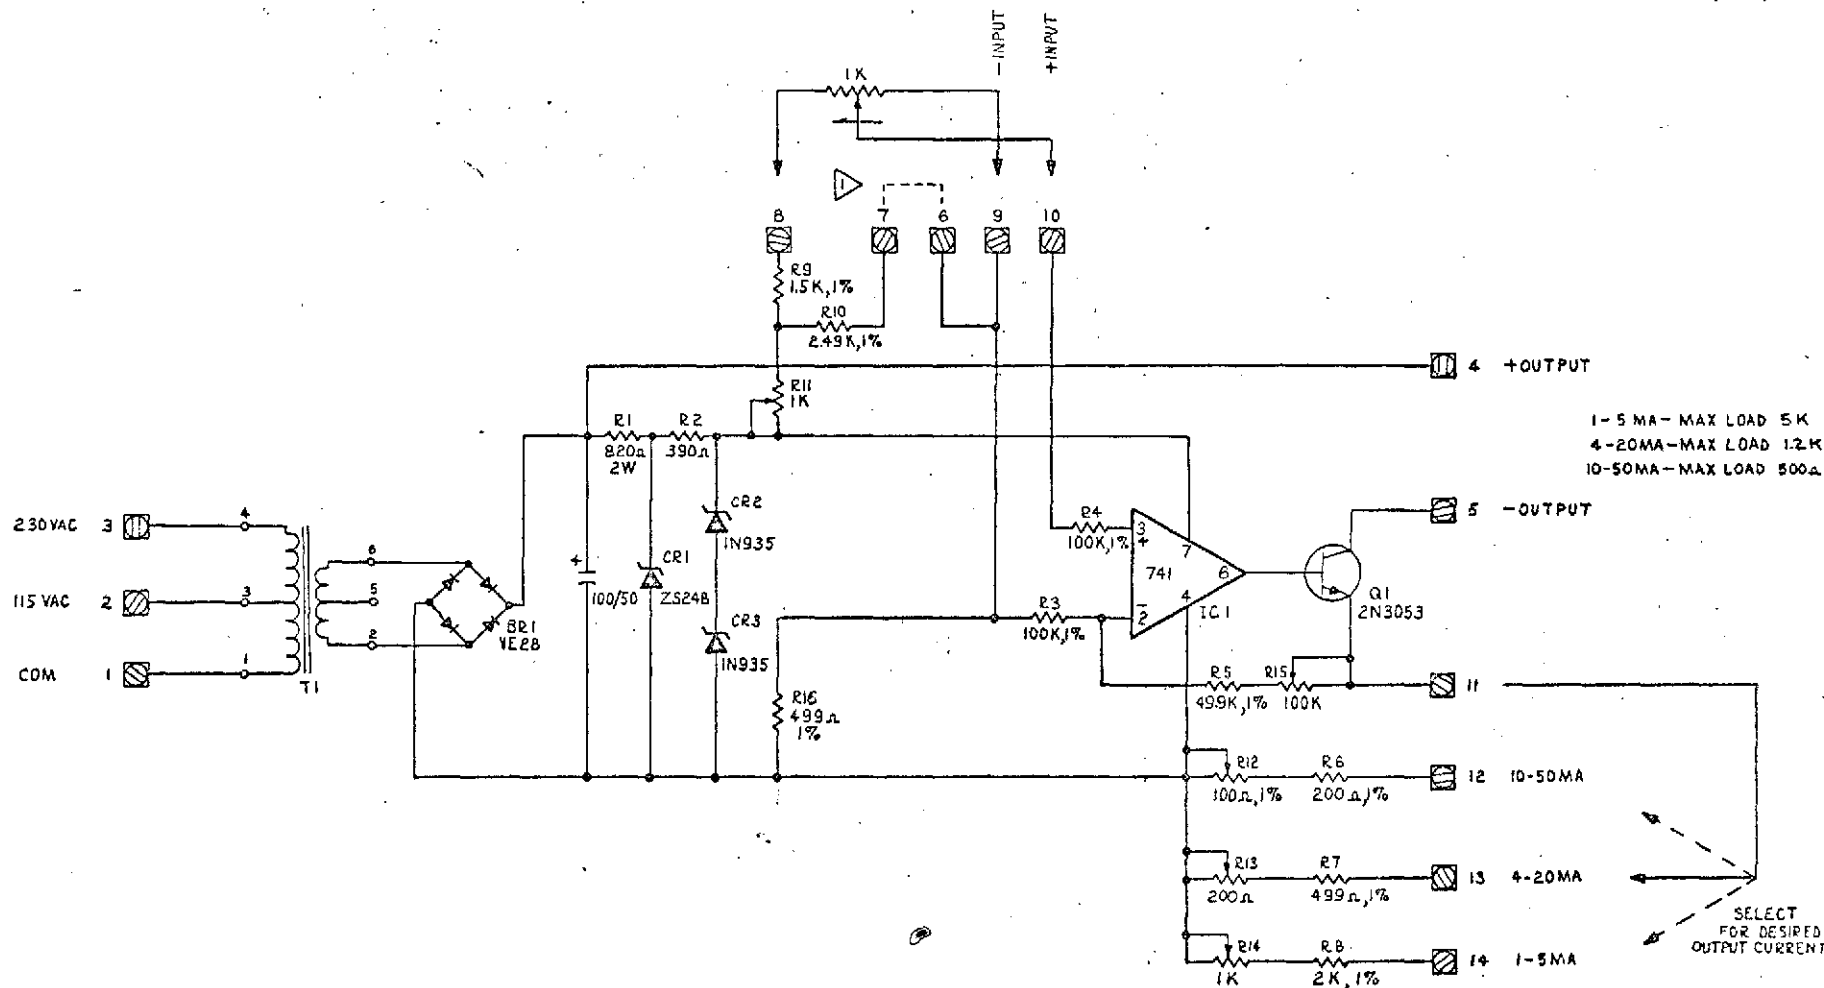 -INPUT
+INPUT
1K
1
8
7
6
9
10
R9
1.5K,1%
R10
2.49K,1%
R11
1K
4 +OUTPUT
R1
820Ω
2W
R2
390Ω
1-5 MA-MAX LOAD 5K
4-20MA-MAX LOAD 1.2K
10-50MA-MAX LOAD 500Ω
CR2
1N935
R4
100K,1%
3
+
741
7
6
4
-
2
IC1
5 -OUTPUT
230VAC 3
4
6
115 VAC 2
3
5
COM 1
1
2
T1
BR1
VE28
+
100/50
CR1
ZS24B
CR3
1N935
R3
100K,1%
Q1
2N3053
R16
499Ω
1%
R5
49.9K,1%
R15
100K
11
R12
100Ω,1%
R6
200Ω,1%
12 10-50MA
R13
200Ω
R7
499Ω,1%
13 4-20MA
R14
1K
R8
2K,1%
14 1-5MA
SELECT
FOR DESIRED
OUTPUT CURRENT